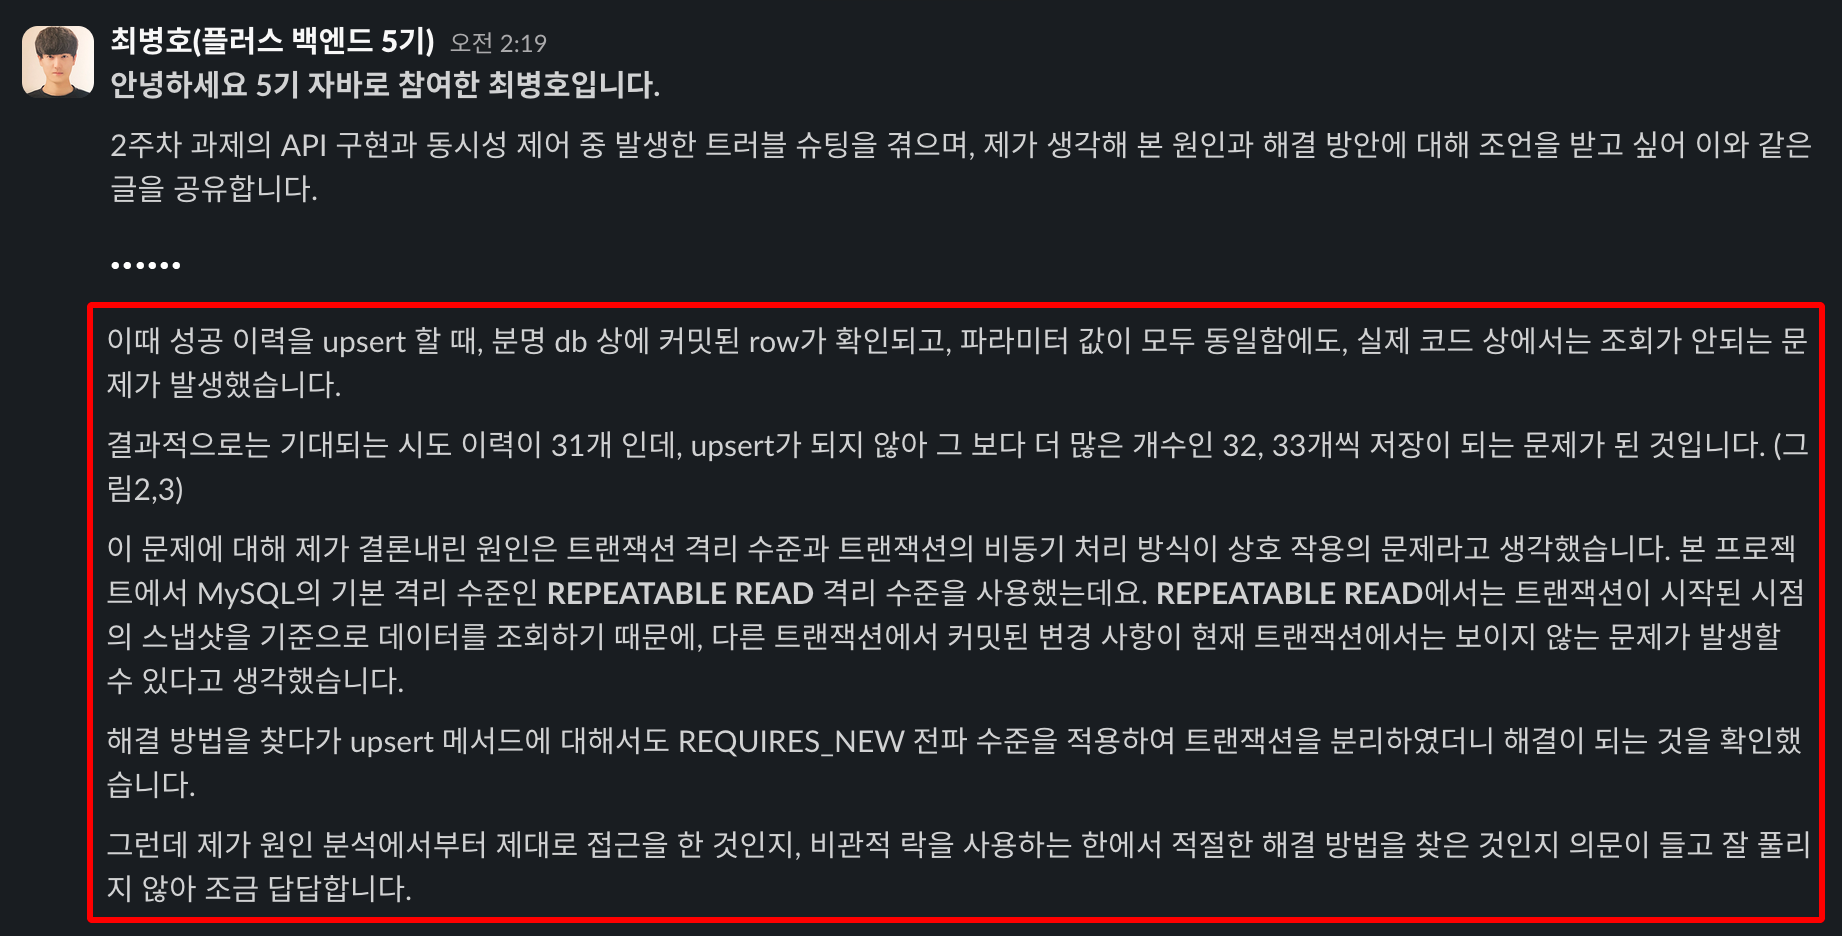 최병호(플러스 백엔드 5기) 오전 2:19
안녕하세요 5기 자바로 참여한 최병호입니다.
2주차 과제의 API 구현과 동시성 제어 중 발생한 트러블 슈팅을 겪으며, 제가 생각해 본 원인과 해결 방안에 대해 조언을 받고 싶어 이와 같은
글을 공유합니다.
••••••
이때 성공 이력을 upsert 할 때, 분명 db 상에 커밋된 row가 확인되고, 파라미터 값이 모두 동일함에도, 실제 코드 상에서는 조회가 안되는 문
제가 발생했습니다.
결과적으로는 기대되는 시도 이력이 31개 인데, upsert가 되지 않아 그 보다 더 많은 개수인 32, 33개씩 저장이 되는 문제가 된 것입니다. (그
림2,3)
이 문제에 대해 제가 결론내린 원인은 트랜잭션 격리 수준과 트랜잭션의 비동기 처리 방식이 상호 작용의 문제라고 생각했습니다. 본 프로젝
트에서 MySQL의 기본 격리 수준인 REPEATABLE READ 격리 수준을 사용했는데요. REPEATABLE READ에서는 트랜잭션이 시작된 시점
의 스냅샷을 기준으로 데이터를 조회하기 때문에, 다른 트랜잭션에서 커밋된 변경 사항이 현재 트랜잭션에서는 보이지 않는 문제가 발생할
수 있다고 생각했습니다.
해결 방법을 찾다가 upsert 메서드에 대해서도 REQUIRES_NEW 전파 수준을 적용하여 트랜잭션을 분리하였더니 해결이 되는 것을 확인했
습니다.
그런데 제가 원인 분석에서부터 제대로 접근을 한 것인지, 비관적 락을 사용하는 한에서 적절한 해결 방법을 찾은 것인지 의문이 들고 잘 풀리
지 않아 조금 답답합니다.